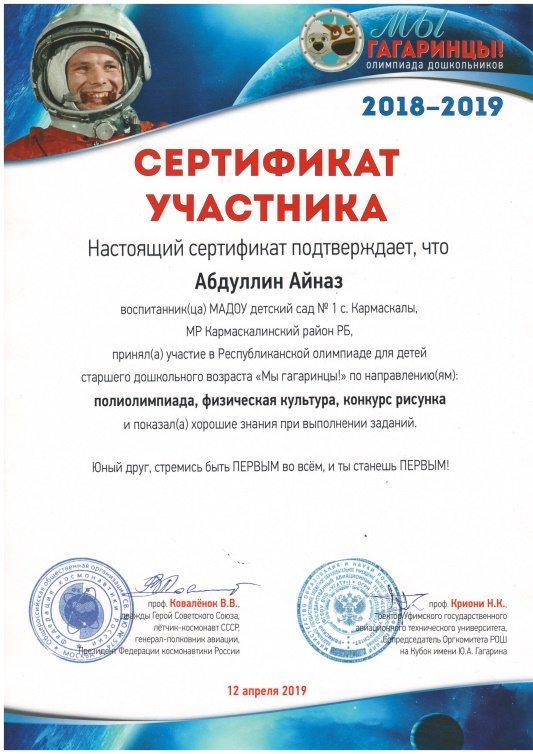 МЫ
ГАГАРИНЦЫ!
ОЛИМПИАДА ДОШКОЛЬНИКОВ
2018–2019
СЕРТИФИКАТ
УЧАСТНИКА
Настоящий сертификат подтверждает, что
Абдуллин Айназ
воспитанник(ца) МАДОУ детский сад № 1 с. Кармаскалы,
МР Кармаскалинский район РБ,
принял(а) участие в Республиканской олимпиаде для детей
старшего дошкольного возраста «Мы гагаринцы!» по направлению(ям):
полиолимпиада, физическая культура, конкурс рисунка
и показал(а) хорошие знания при выполнении заданий.
Юный друг, стремись быть ПЕРВЫМ во всём, и ты станешь ПЕРВЫМ!
проф. Ковалёнок В.В.,
дважды Герой Советского Союза,
лётчик-космонавт СССР,
генерал-полковник авиации,
Президент Федерации космонавтики России
проф. Криони Н.К.,
ректор Уфимского государственного
авиационного технического университета,
Сопредседатель Оргкомитета РОШ
на Кубок имени Ю.А. Гагарина
12 апреля 2019